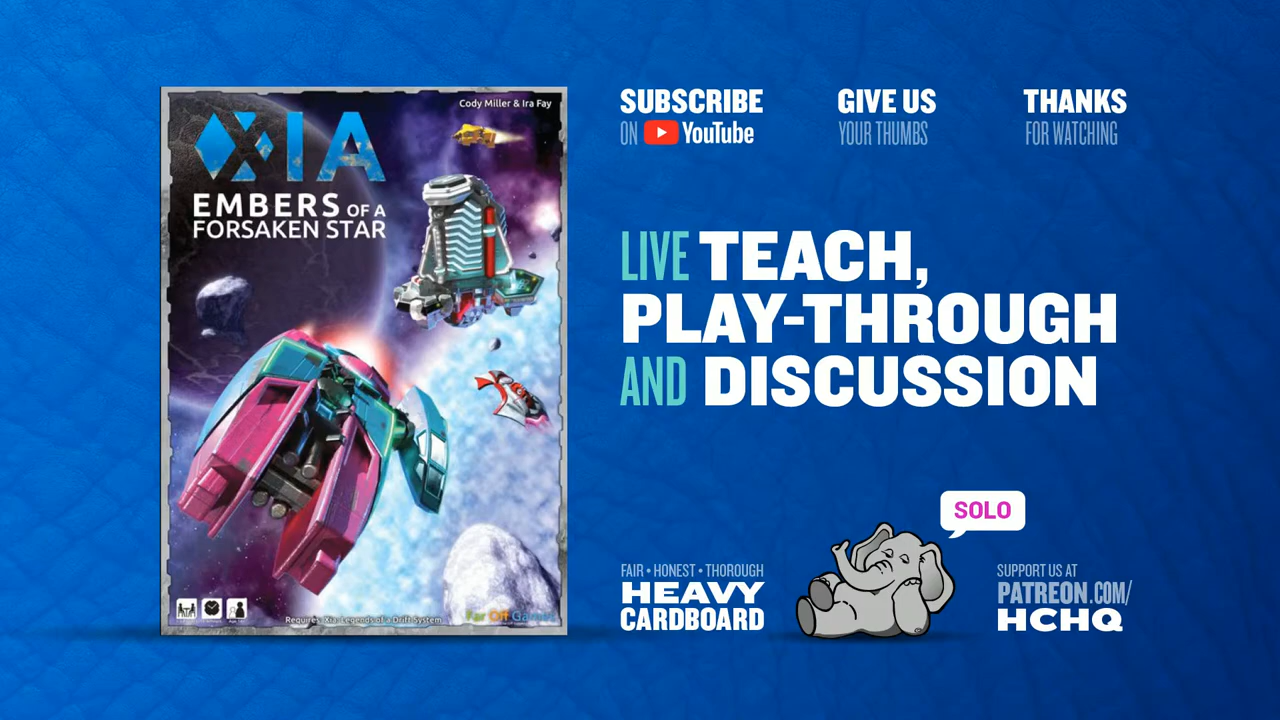 Cody Miller & Ira Fay
XIA
EMBERS OF A
FORSAKEN STAR
Requires Xia: Legends of a Drift System
Far Off Games
SUBSCRIBE
ON YouTube
GIVE US
YOUR THUMBS
THANKS
FOR WATCHING
LIVE TEACH,
PLAY-THROUGH
AND DISCUSSION
SOLO
FAIR • HONEST • THOROUGH
HEAVY
CARDBOARD
SUPPORT US AT
PATREON.COM/
HCHQ